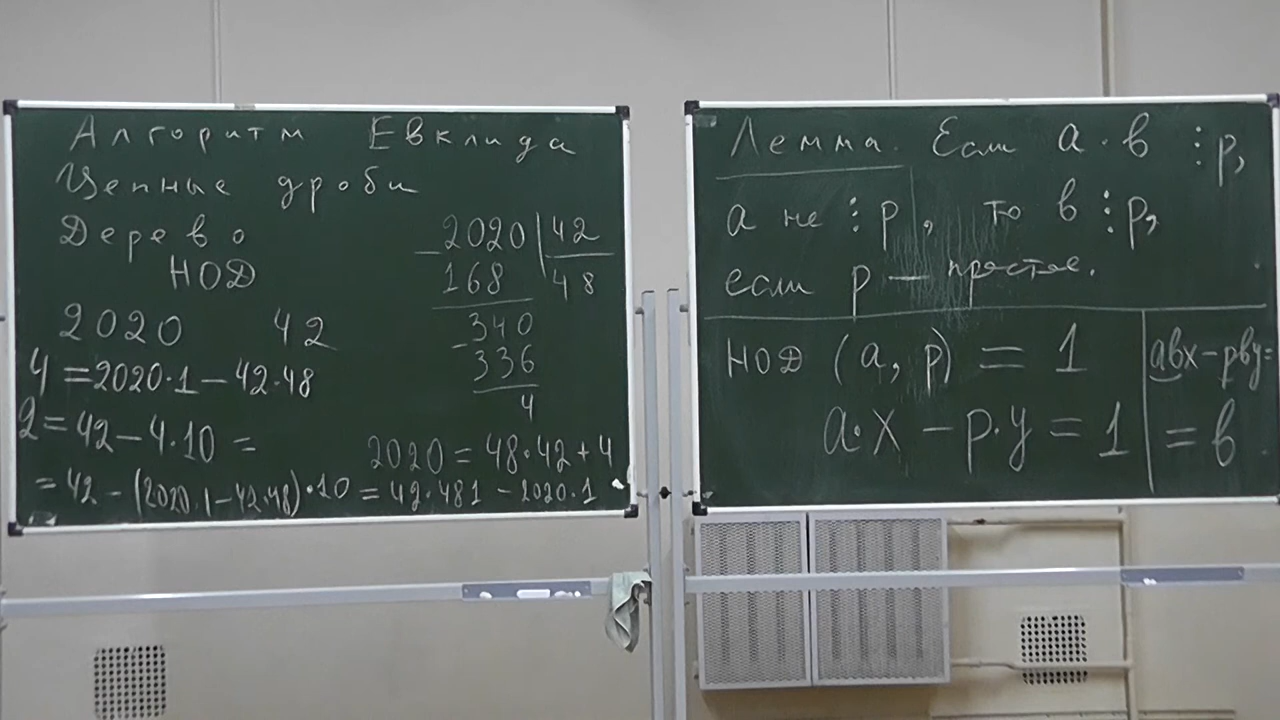 Алгоритм Евклида
Цепные дроби
Дерево
НОД
2020 42
4 = 2020·1 – 42·48
2 = 42 – 4·10 =
= 42 – (2020·1 – 42·48)·10 = 42·481 – 2020·1
– 2020 | 42
168 | 48
340
– 336
4
2020 = 48·42 + 4
Лемма. Если a·b ⋮ p,
a не ⋮ p, то b ⋮ p,
если p — простое.
НОД (a, p) = 1
a·x – p·y = 1
abx – pby =
= b